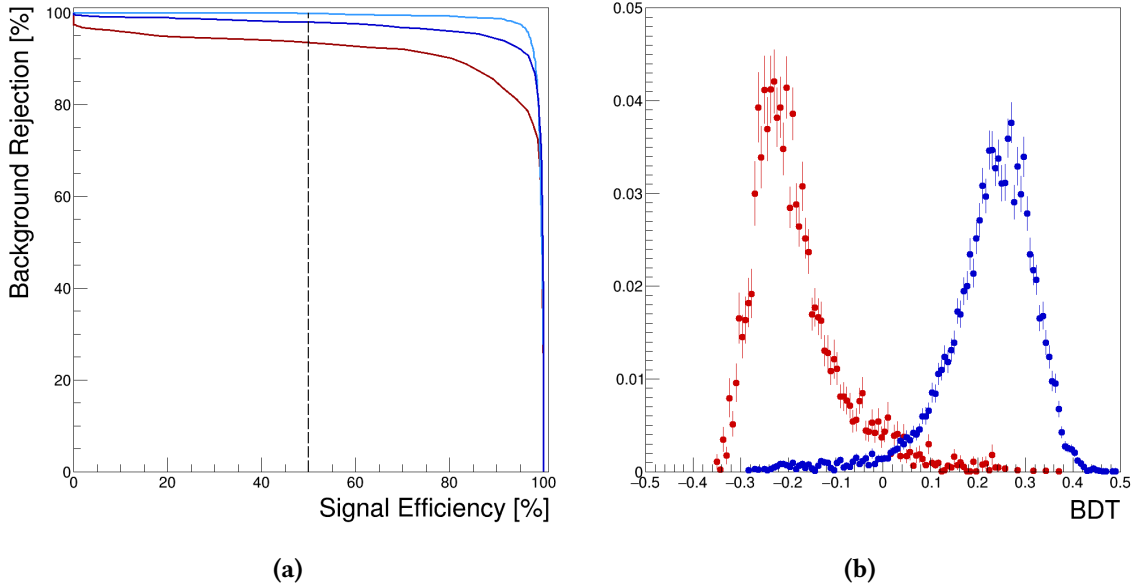 Background Rejection [%]
100
80
60
40
20
0
0 20 40 60 80 100
Signal Efficiency [%]
(a)
0.05
0.04
0.03
0.02
0.01
0
−0.5 −0.4 −0.3 −0.2 −0.1 0 0.1 0.2 0.3 0.4 0.5
BDT
(b)